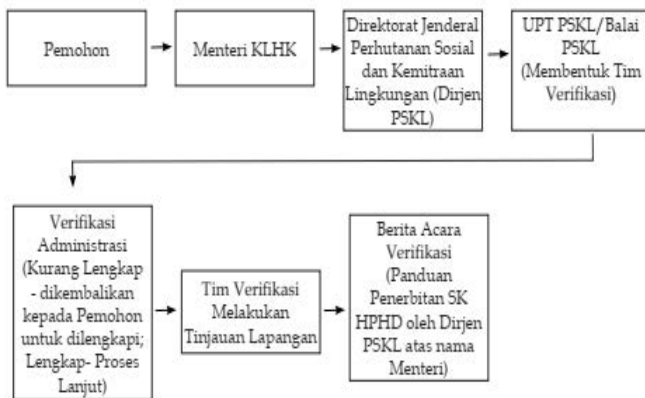 Pemohon
Menteri KLHK
Direktorat Jenderal
Perhutanan Sosial
dan Kemitraan
Lingkungan (Dirjen
PSKL)
UPT PSKL/Balai
PSKL
(Membentuk Tim
Verifikasi)
Verifikasi
Administrasi
(Kurang Lengkap
- dikembalikan
kepada Pemohon
untuk dilengkapi;
Lengkap- Proses
Lanjut)
Tim Verifikasi
Melakukan
Tinjauan Lapangan
Berita Acara
Verifikasi
(Panduan
Penerbitan SK
HPHD oleh Dirjen
PSKL atas nama
Menteri)